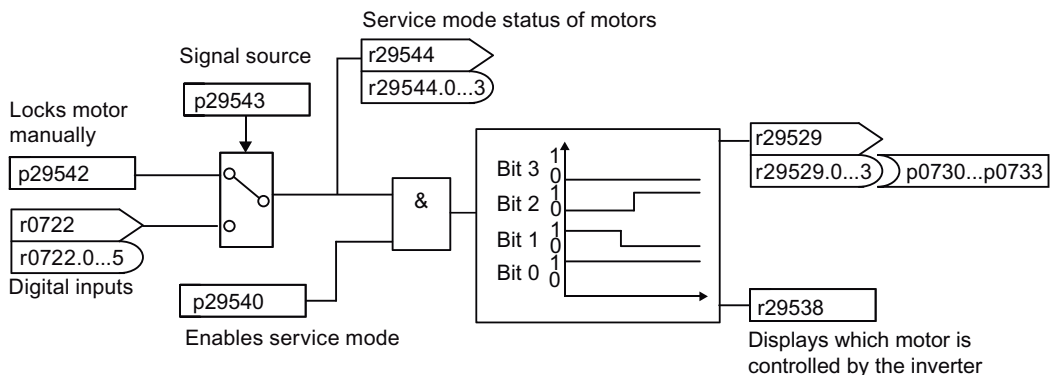 Service mode status of motors
r29544
r29544.0...3
Signal source
p29543
Locks motor
manually
p29542
r0722
r0722.0...5
Digital inputs
p29540
Enables service mode
&
Bit 3 1
0
Bit 2 1
0
Bit 1 1
0
Bit 0 1
0
r29529
r29529.0...3
p0730...p0733
r29538
Displays which motor is
controlled by the inverter